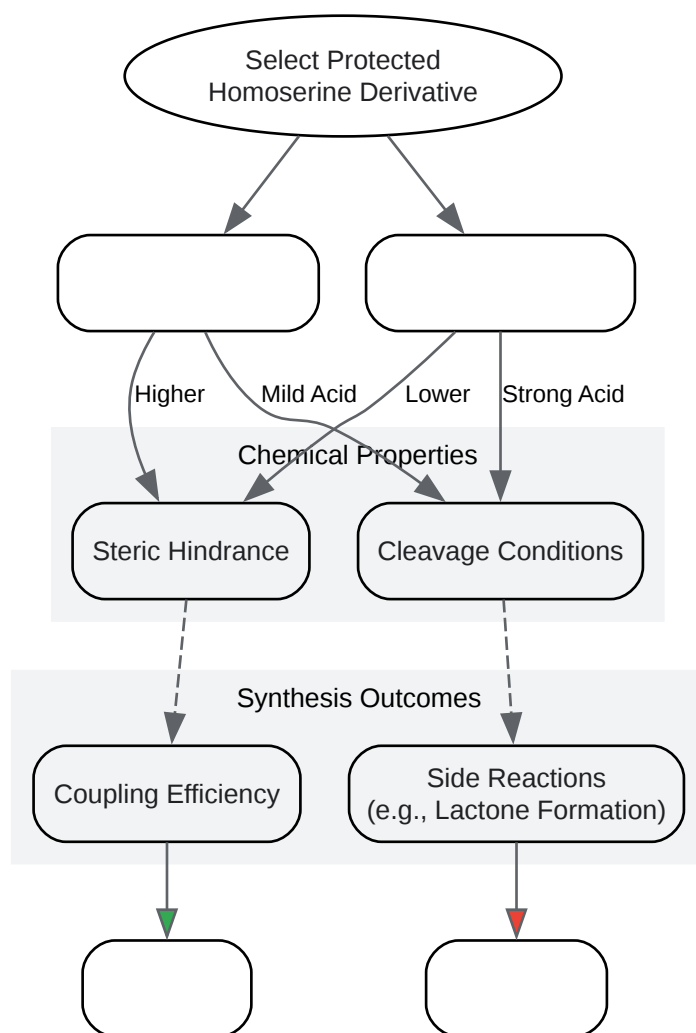 Select Protected
Homoserine Derivative
Higher
Mild Acid
Lower
Strong Acid
Chemical Properties
Steric Hindrance
Cleavage Conditions
Synthesis Outcomes
Coupling Efficiency
Side Reactions
(e.g., Lactone Formation)